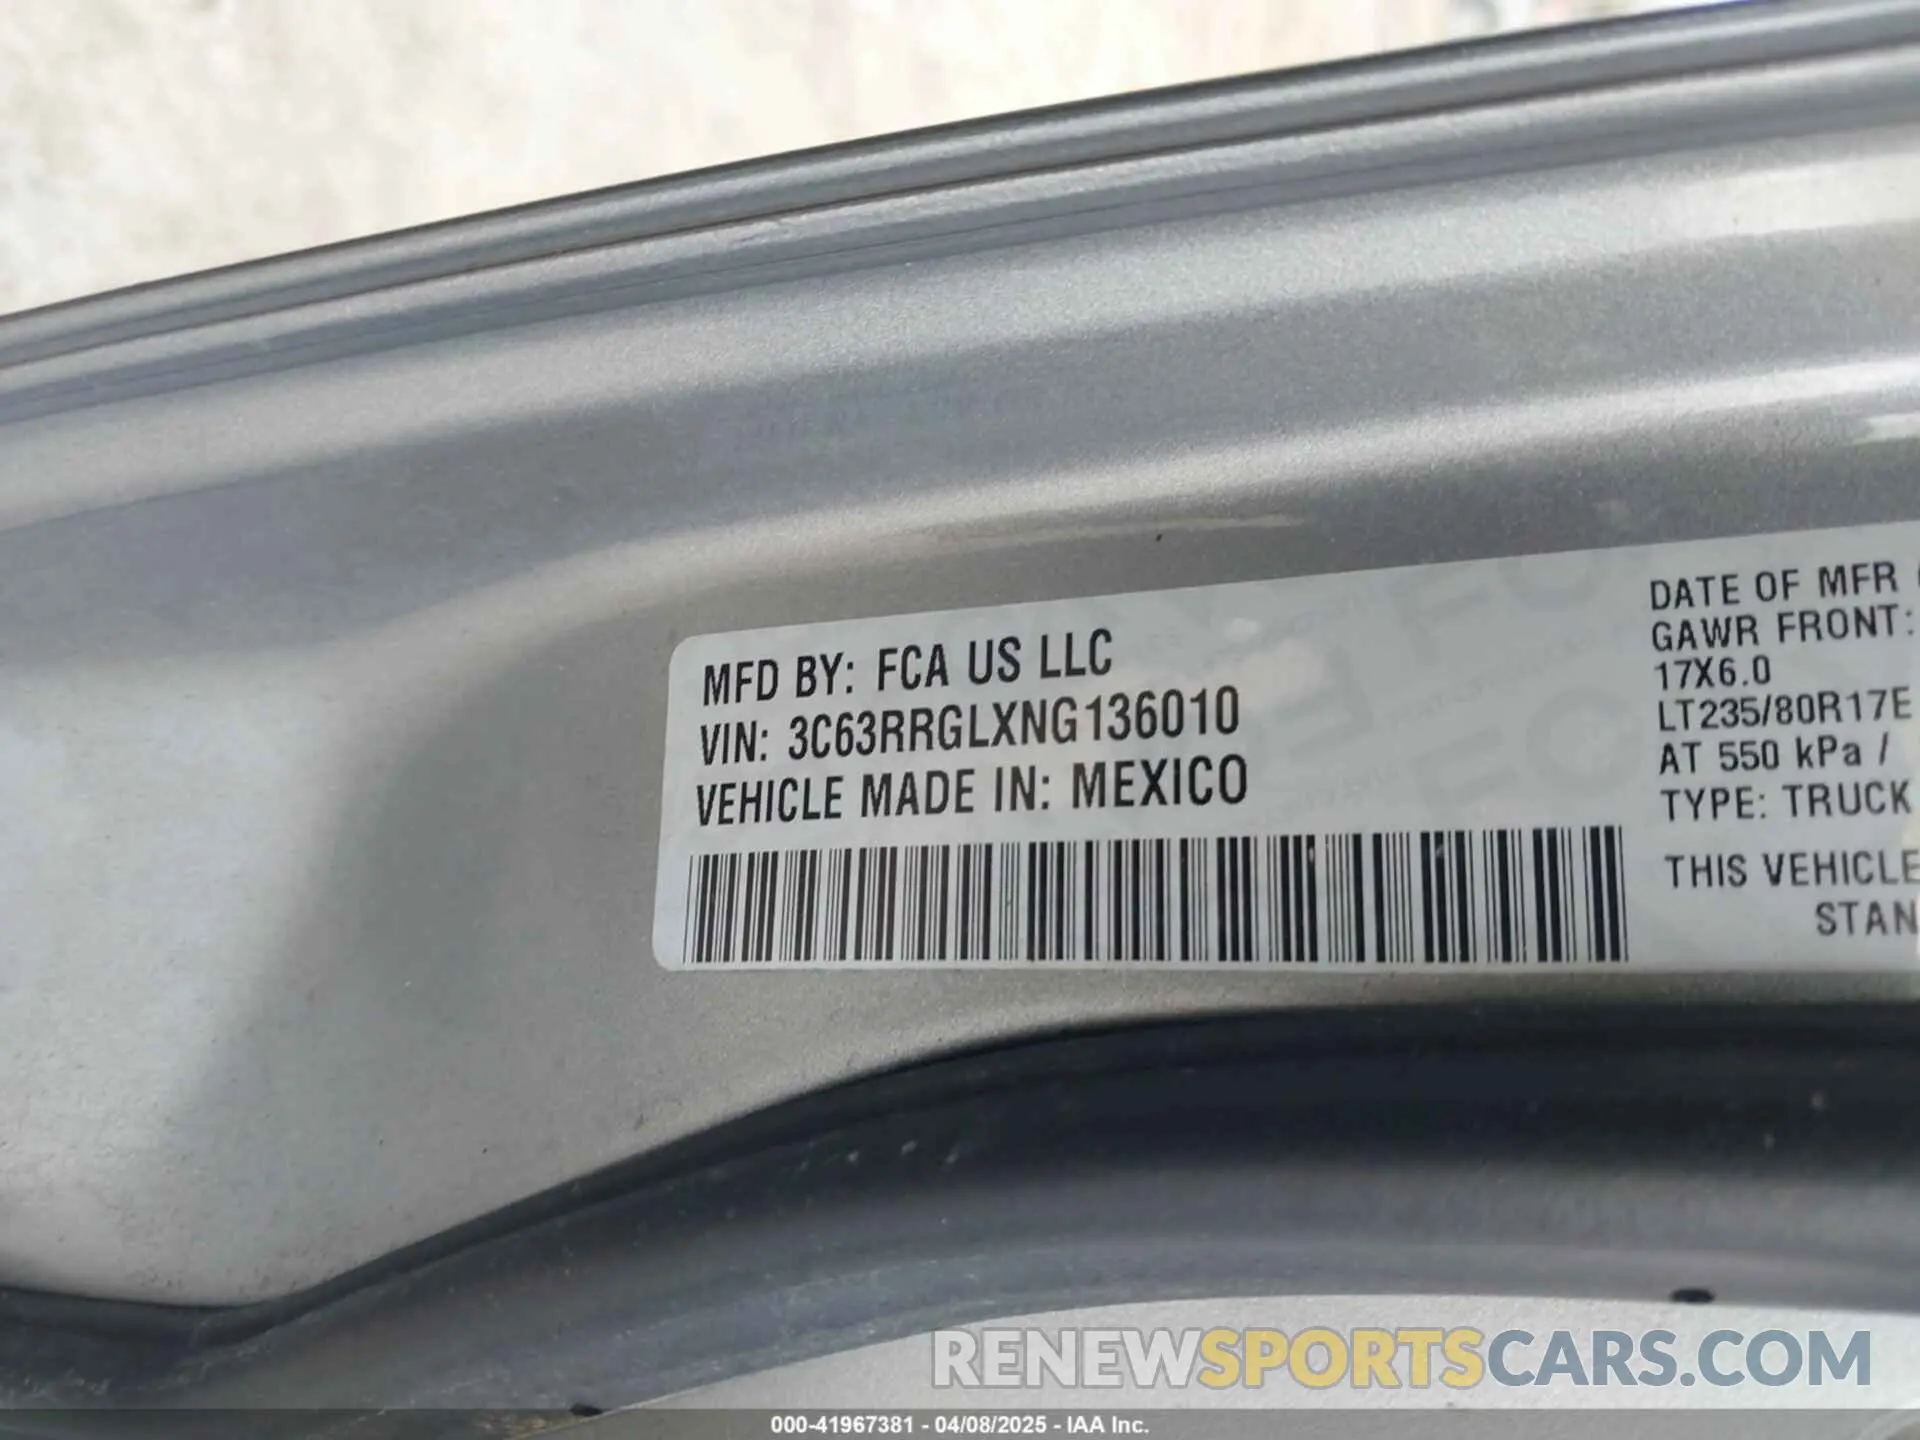 MFD BY: FCA US LLC
VIN: 3C63RRGLXNG136010
VEHICLE MADE IN: MEXICO
DATE OF MFR
GAWR FRONT:
17X6.0
LT235/80R17E
AT 550 kPa /
TYPE: TRUCK
THIS VEHICLE
STAN
RENEWSPORTSCARS.COM
000-41967381 - 04/08/2025 - IAA Inc.